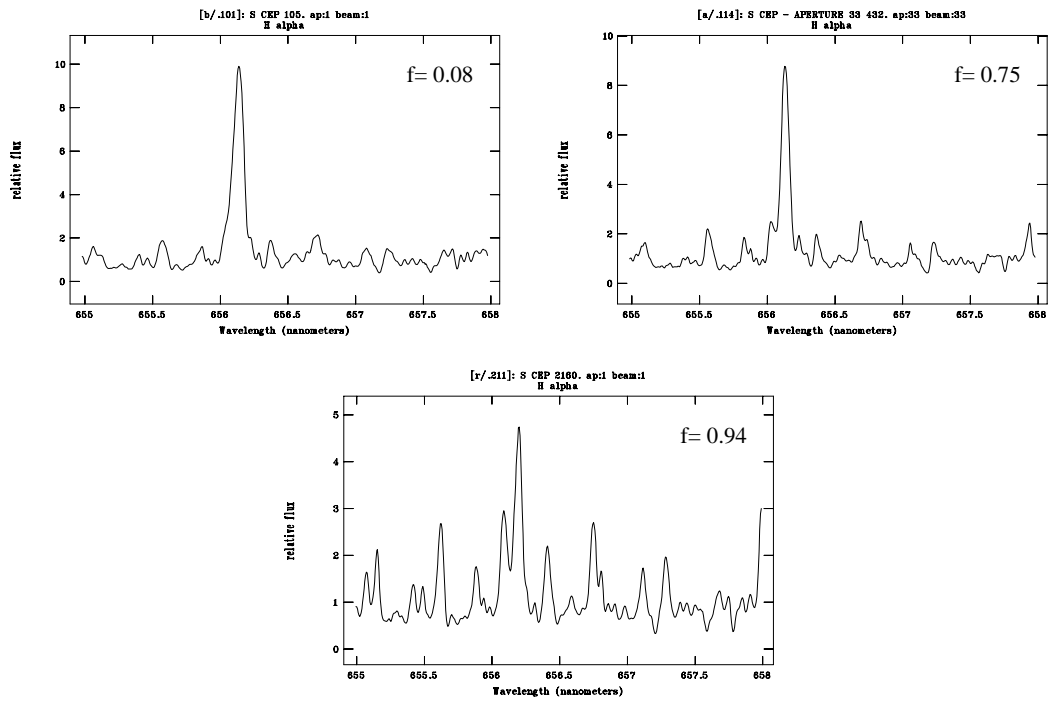 [b/.101]: S CEP 105. ap:1 beam:1
H alpha
f= 0.08
10
8
6
4
2
0
relative flux
655
655.5
656
656.5
657
657.5
658
Wavelength (nanometers)
[a/.114]: S CEP - APERTURE 33 432. ap:33 beam:33
H alpha
f= 0.75
10
8
6
4
2
0
relative flux
655
655.5
656
656.5
657
657.5
658
Wavelength (nanometers)
[r/.211]: S CEP 2160. ap:1 beam:1
H alpha
f= 0.94
5
4
3
2
1
0
relative flux
655
655.5
656
656.5
657
657.5
658
Wavelength (nanometers)